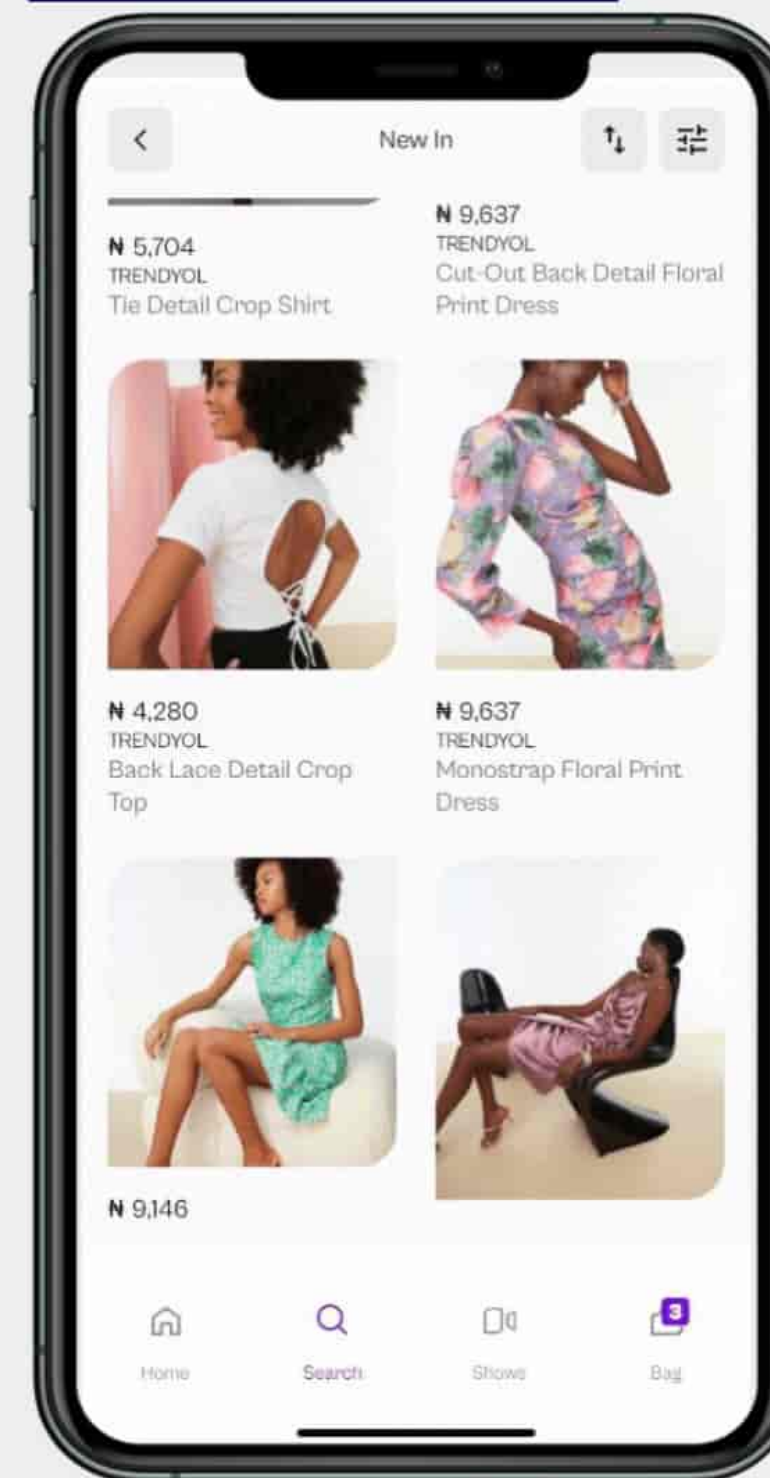 New In
₦ 5,704
TRENDYOL
Tie Detail Crop Shirt
₦ 9,637
TRENDYOL
Cut-Out Back Detail Floral
Print Dress
₦ 4,280
TRENDYOL
Back Lace Detail Crop
Top
₦ 9,637
TRENDYOL
Monostrap Floral Print
Dress
₦ 9,146
Home
Search
Shows
3
Bag